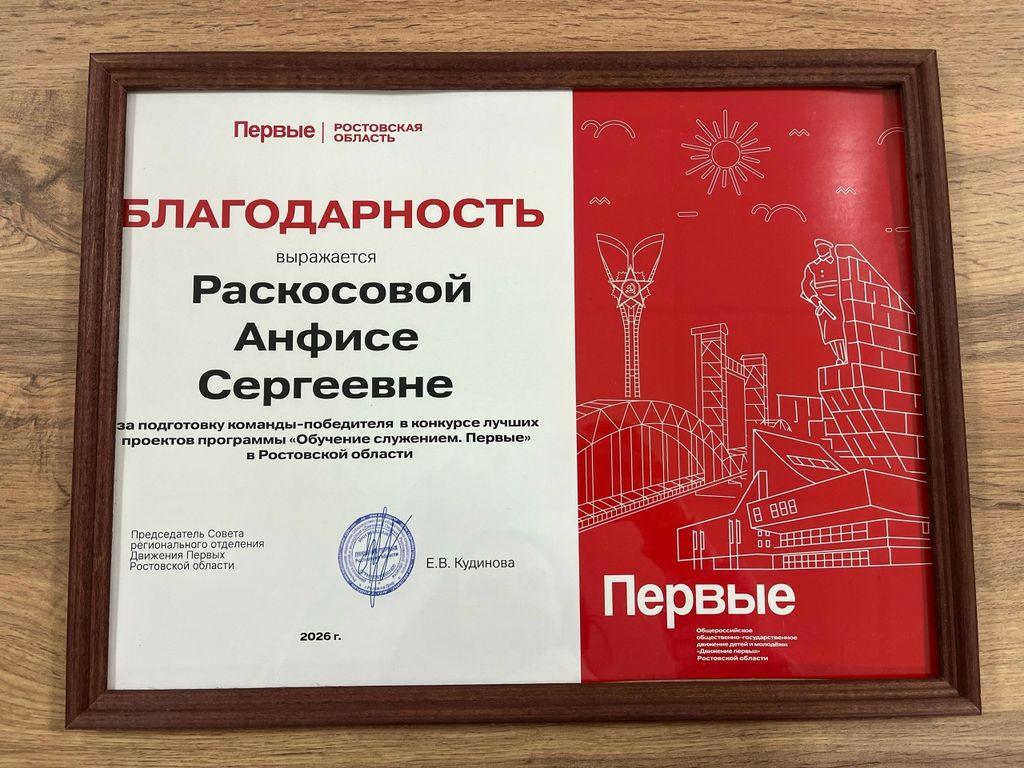 Первые | РОСТОВСКАЯ
ОБЛАСТЬ
БЛАГОДАРНОСТЬ
выражается
Раскосовой
Анфисе
Сергеевне
за подготовку команды-победителя в конкурсе лучших
проектов программы «Обучение служением. Первые»
в Ростовской области
Председатель Совета
регионального отделения
Движения Первых
Ростовской области
Е.В. Кудинова
2026 г.
Первые
Общероссийское
общественно-государственное
движение детей и молодёжи
«Движение первых»
Ростовской области